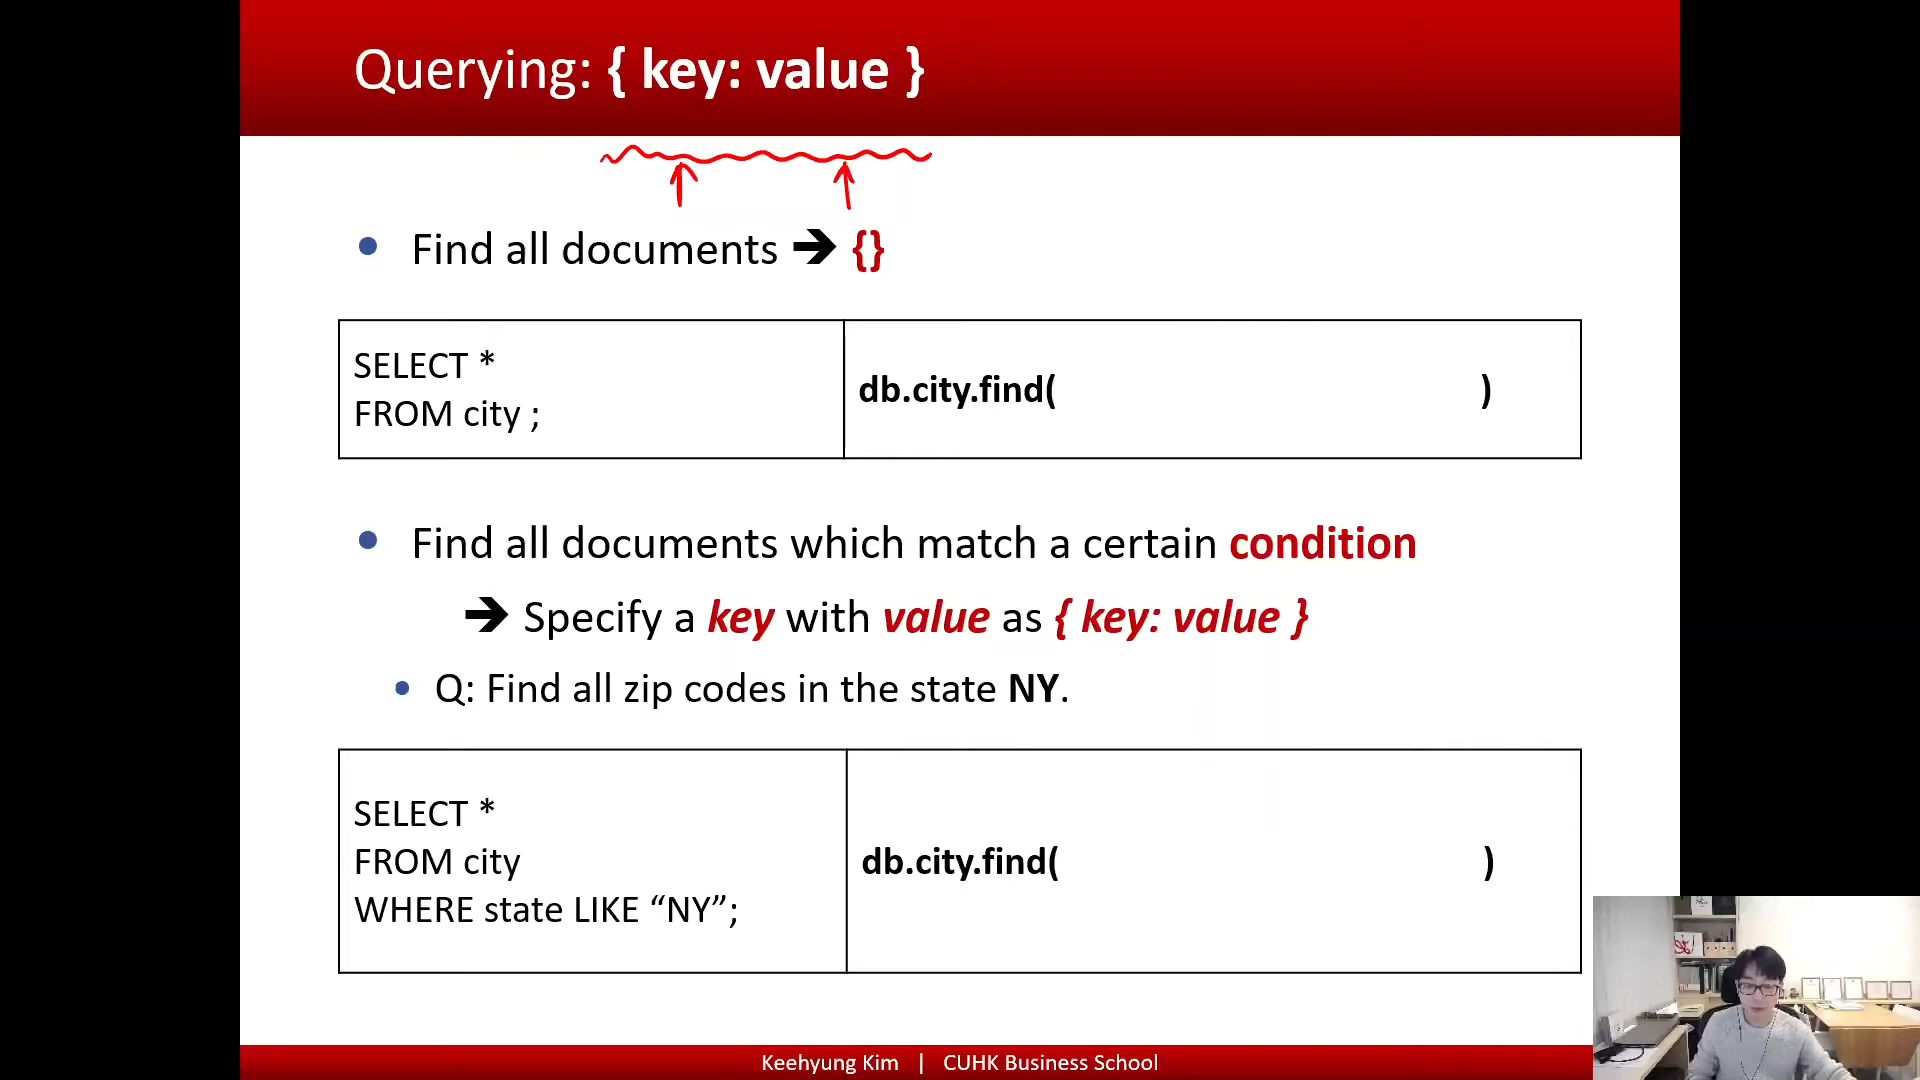 Querying: { key: value }
Find all documents ➔ {}
SELECT *
FROM city ;
db.city.find( )
Find all documents which match a certain condition
➔ Specify a key with value as { key: value }
Q: Find all zip codes in the state NY.
SELECT *
FROM city
WHERE state LIKE “NY”;
db.city.find( )
Keehyung Kim | CUHK Business School